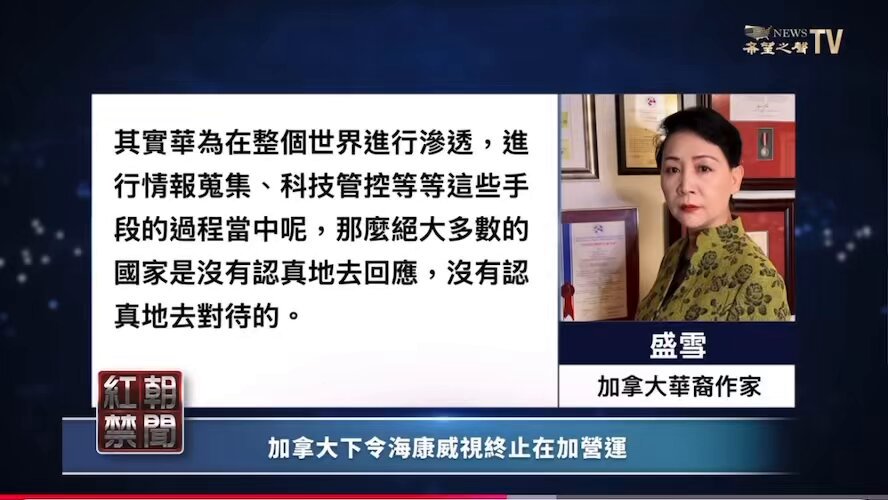 NEWS
希望之聲TV
其實華為在整個世界進行滲透，進
行情報蒐集、科技管控等等這些手
段的過程當中呢，那麼絕大多數的
國家是沒有認真地去回應，沒有認
真地去對待的。
盛雪
加拿大華裔作家
紅朝
禁聞
加拿大下令海康威視終止在加營運